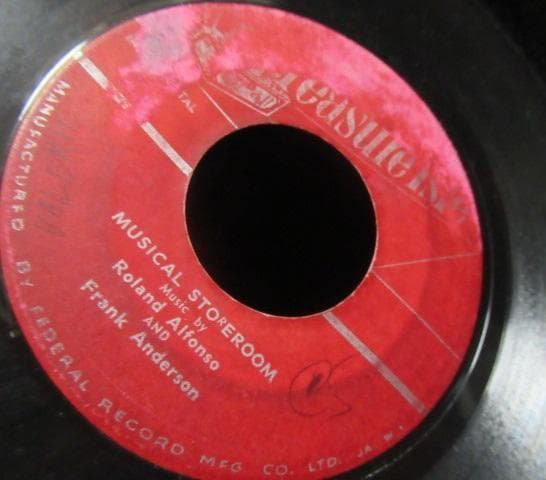 Treasure Isle
MUSICAL STOREROOM
Music by
Roland Alfonso
AND
Frank Anderson
MANUFACTURED BY FEDERAL RECORD MFG CO. LTD. JA. W.I.